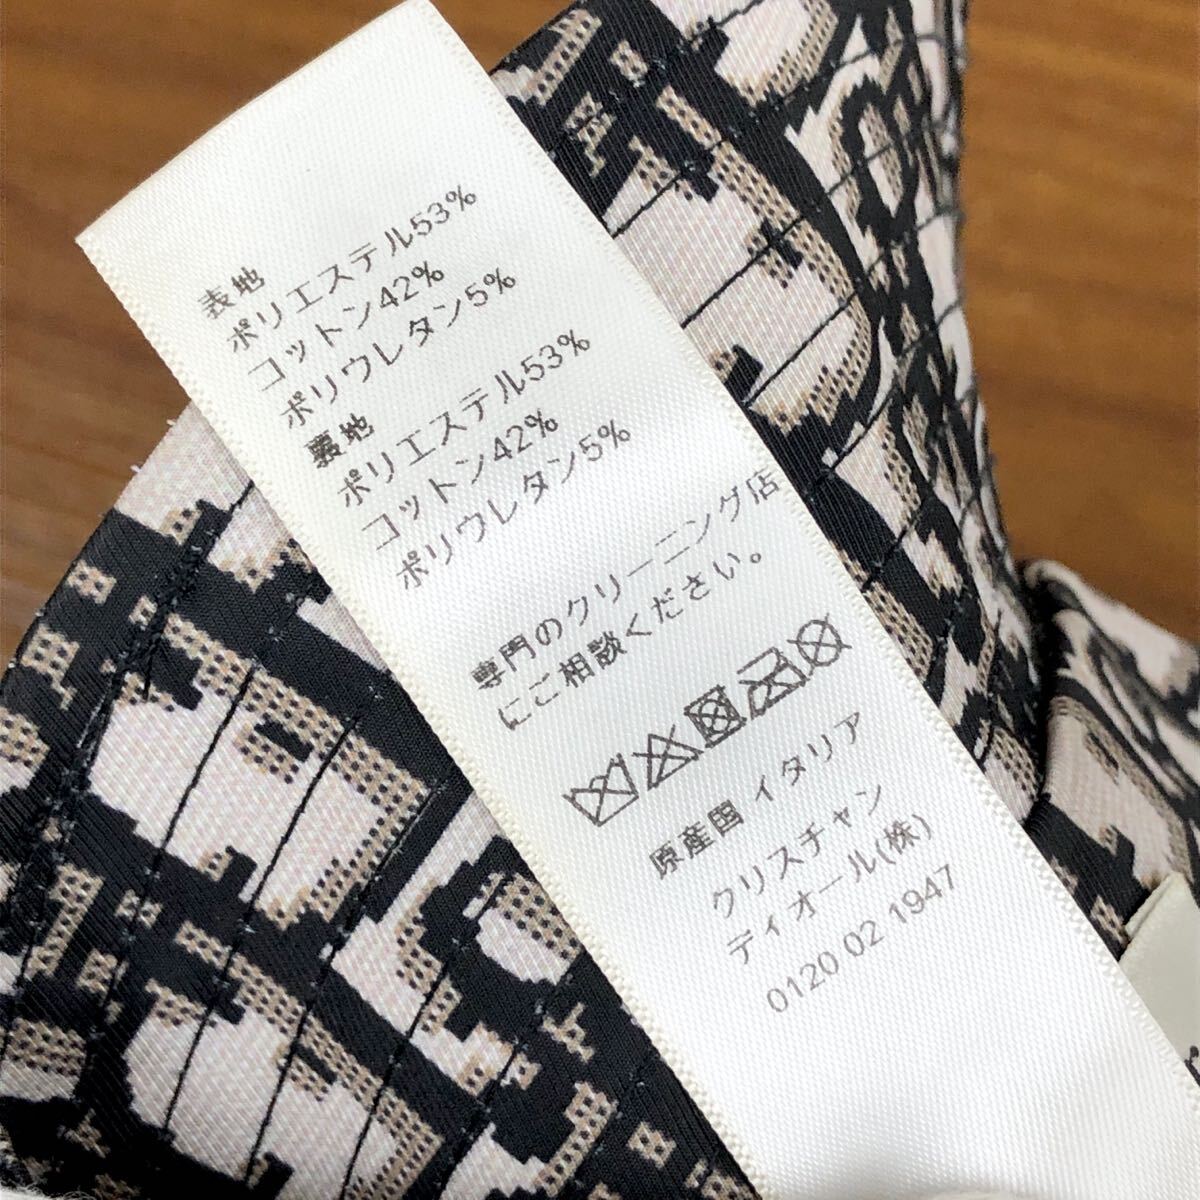 表地
ポリエステル53%
コットン42%
ポリウレタン5%
裏地
ポリエステル53%
コットン42%
ポリウレタン5%
専門のクリーニング店
にご相談ください。
原産国 イタリア
クリスチャン
ディオール(株)
0120 02 1947